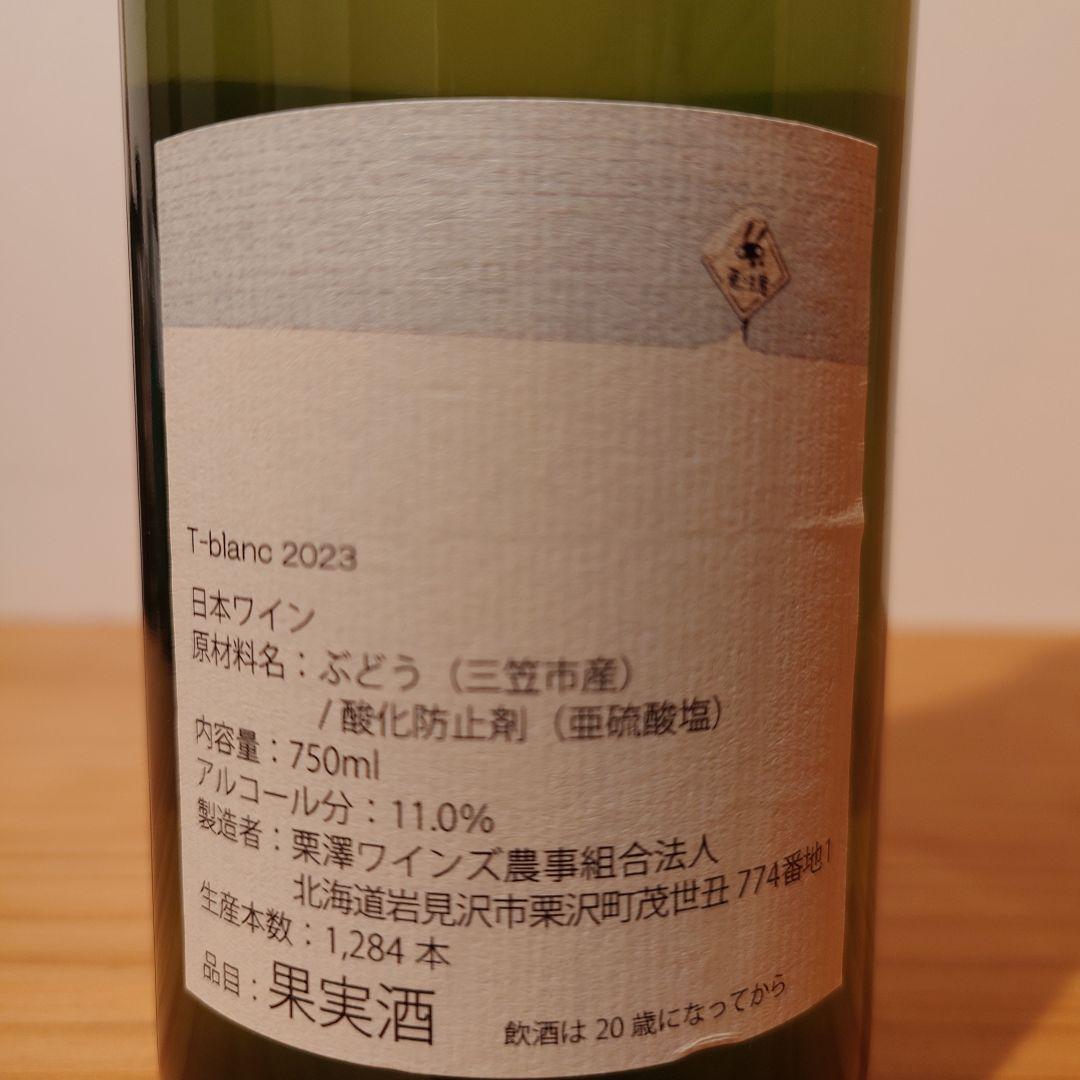 T-blanc 2023
日本ワイン
原材料名：ぶどう（三笠市産）
/ 酸化防止剤（亜硫酸塩）
内容量：750ml
アルコール分：11.0%
製造者：栗澤ワインズ農事組合法人
北海道岩見沢市栗沢町茂世丑 774番地1
生産本数：1,284 本
品目：果実酒
飲酒は 20 歳になってから